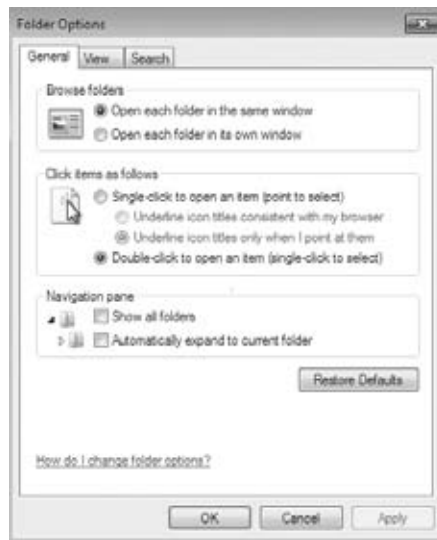 Folder Options
General View Search
Browse folders
Open each folder in the same window
Open each folder in its own window
Click items as follows
Single-click to open an item (point to select)
Underline icon titles consistent with my browser
Underline icon titles only when I point at them
Double-click to open an item (single-click to select)
Navigation pane
Show all folders
Automatically expand to current folder
Restore Defaults
How do I change folder options?
OK Cancel Apply